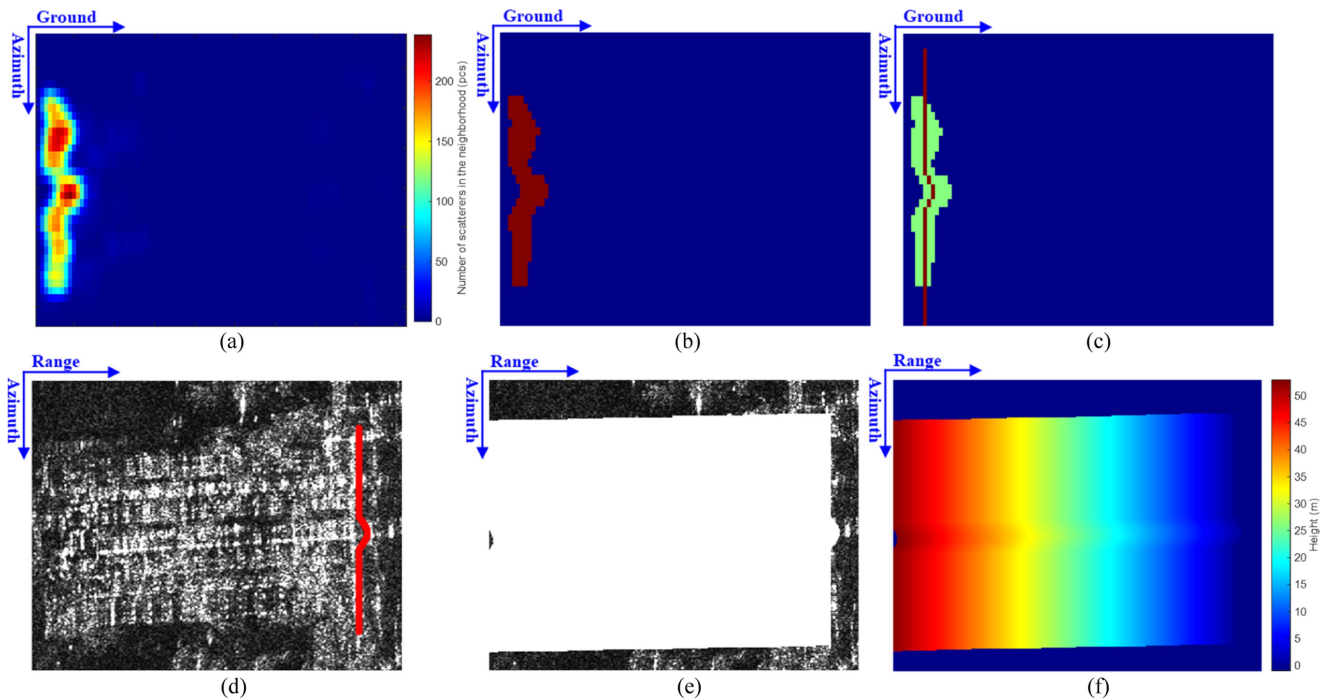 Ground
Azimuth
200
150
100
50
0
Number of scatterers in the neighborhood (pcs)
(a)
Ground
Azimuth
(b)
Ground
Azimuth
(c)
Range
Azimuth
(d)
Range
Azimuth
(e)
Range
Azimuth
50
45
40
35
30
25
20
15
10
5
0
Height (m)
(f)